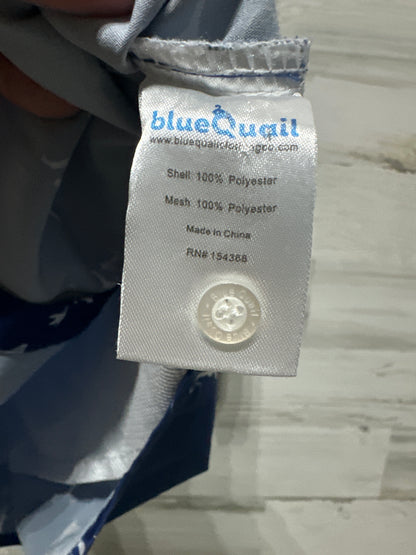 blueQuail
Shell 100% Polyester
Mesh 100% Polyester
Made in China
RN# 154368